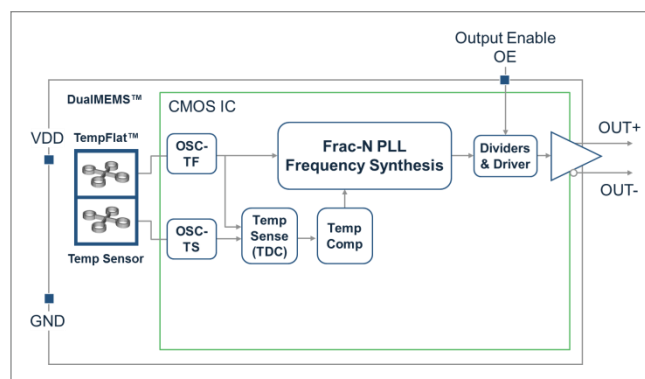 Output Enable
OE
DualMEMS™
CMOS IC
VDD
TempFlat™
OSC-
TF
Frac-N PLL
Frequency Synthesis
Dividers
& Driver
OUT+
OUT-
OSC-
TS
Temp
Sense
(TDC)
Temp
Comp
Temp Sensor
GND